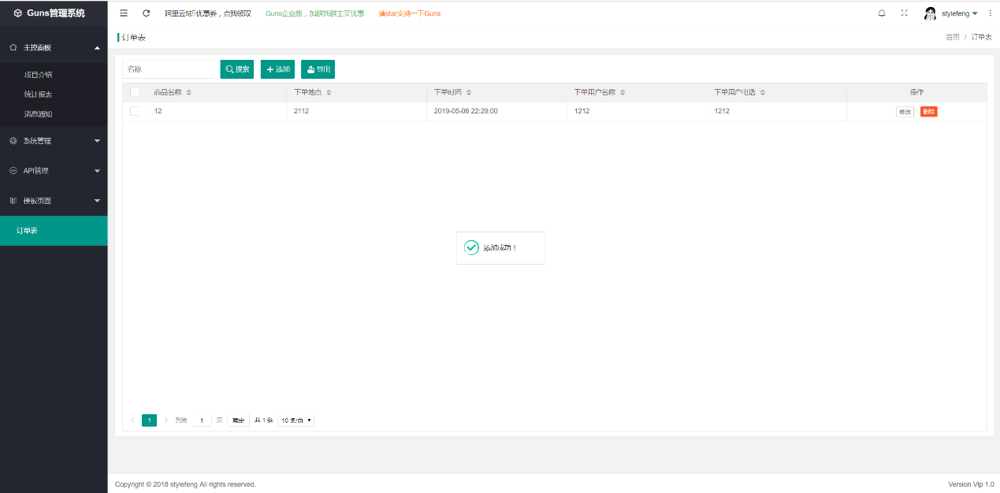 Guns管理系统
阿里云5折优惠券，点我领取 Guns企业版，加群找群主买优惠 请star支持一下Guns stylefeng
订单表 首页 / 订单表
主控面板
项目介绍
统计报表
消息通知
系统管理
API管理
模板页面
订单表
名称 搜索 添加 导出
商品名称 下单地点 下单时间 下单用户名称 下单用户电话 操作
12 2112 2019-05-06 22:29:00 1212 1212 修改 删除
添加成功！
1 到第 1 页 确定 共 1 条 10 条/页
Copyright © 2018 stylefeng All rights reserved. Version Vip 1.0